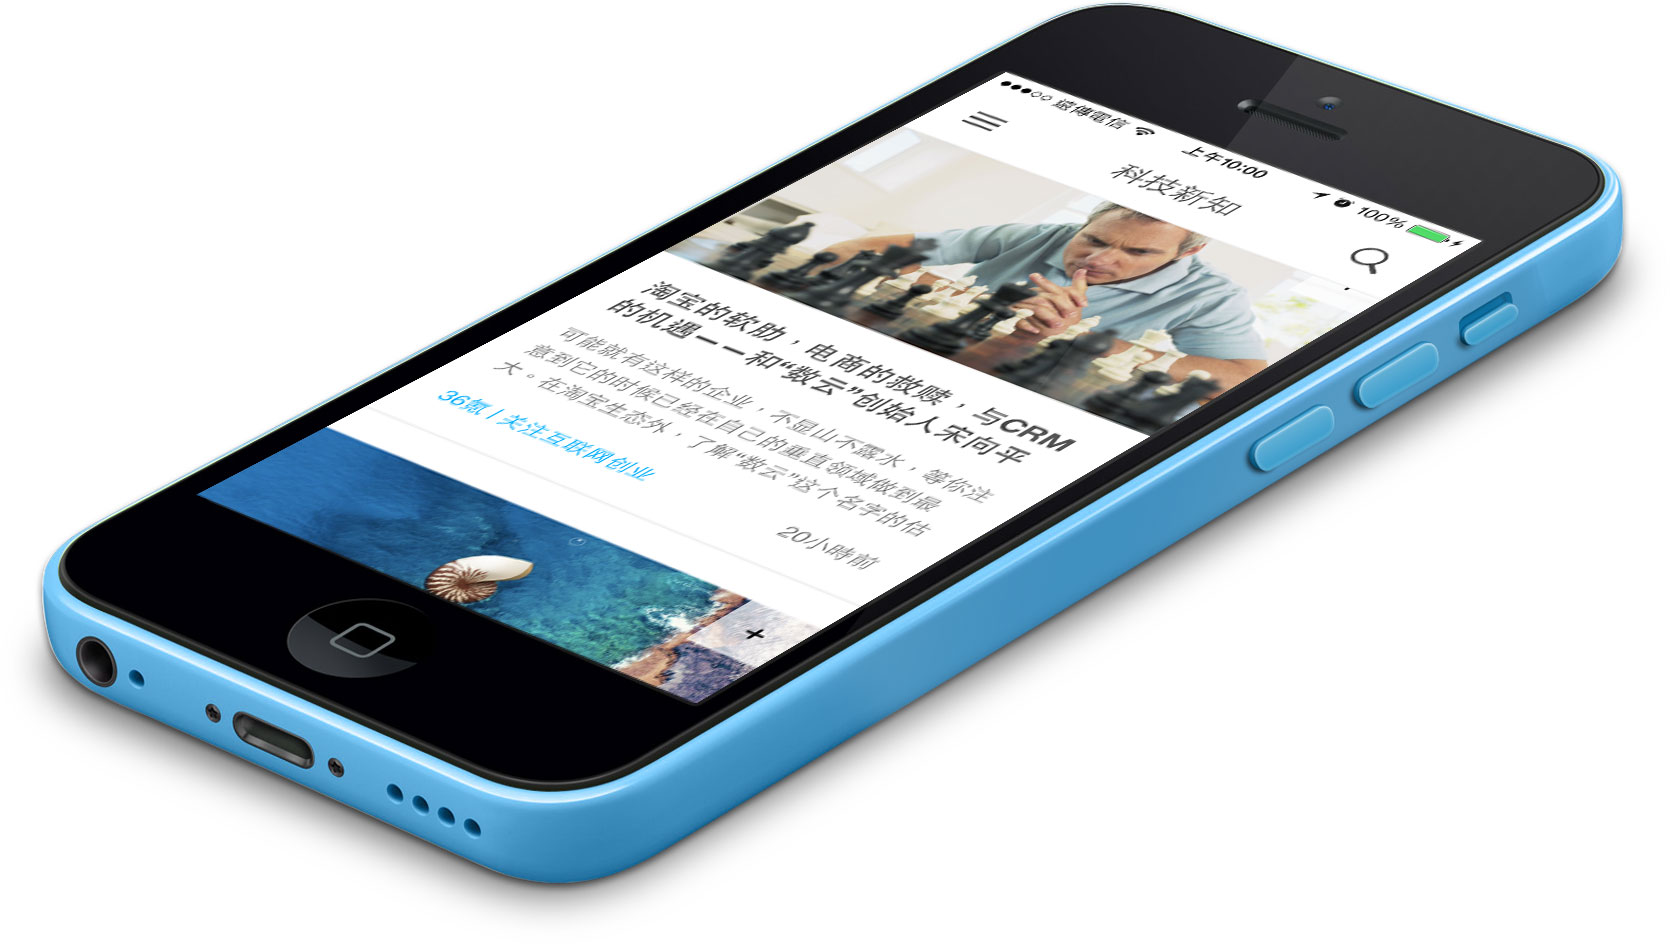 遠傳電信 上午10:00 100%
科技新知
淘宝的软肋，电商的救赎，与CRM
的机遇——和“数云”创始人宋向平
可能就有这样的企业，不显山不露水，等你注
意到它的时候已经在自己的垂直领域做到最
大。在淘宝生态外，了解“数云”这个名字的估
36氪丨关注互联网创业
20小時前